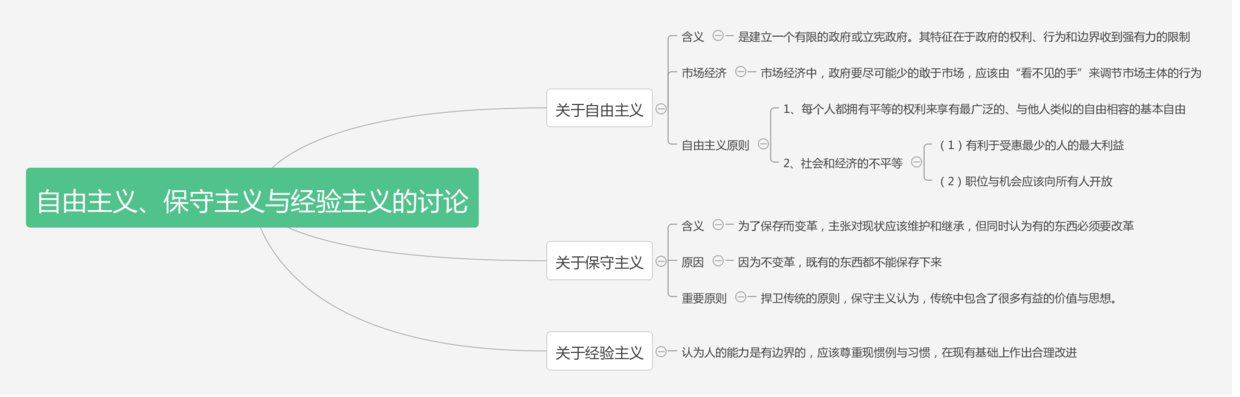 自由主义、保守主义与经验主义的讨论
关于自由主义
含义
是建立一个有限的政府或立宪政府。其特征在于政府的权利、行为和边界收到强有力的限制
市场经济
市场经济中，政府要尽可能少的敢于市场，应该由“看不见的手”来调节市场主体的行为
自由主义原则
1、每个人都拥有平等的权利来享有最广泛的、与他人类似的自由相容的基本自由
2、社会和经济的不平等
（1）有利于受惠最少的人的最大利益
（2）职位与机会应该向所有人开放
关于保守主义
含义
为了保存而变革，主张对现状应该维护和继承，但同时认为有的东西必须要改革
原因
因为不变革，既有的东西都不能保存下来
重要原则
捍卫传统的原则，保守主义认为，传统中包含了很多有益的价值与思想。
关于经验主义
认为人的能力是有边界的，应该尊重现惯例与习惯，在现有基础上作出合理改进